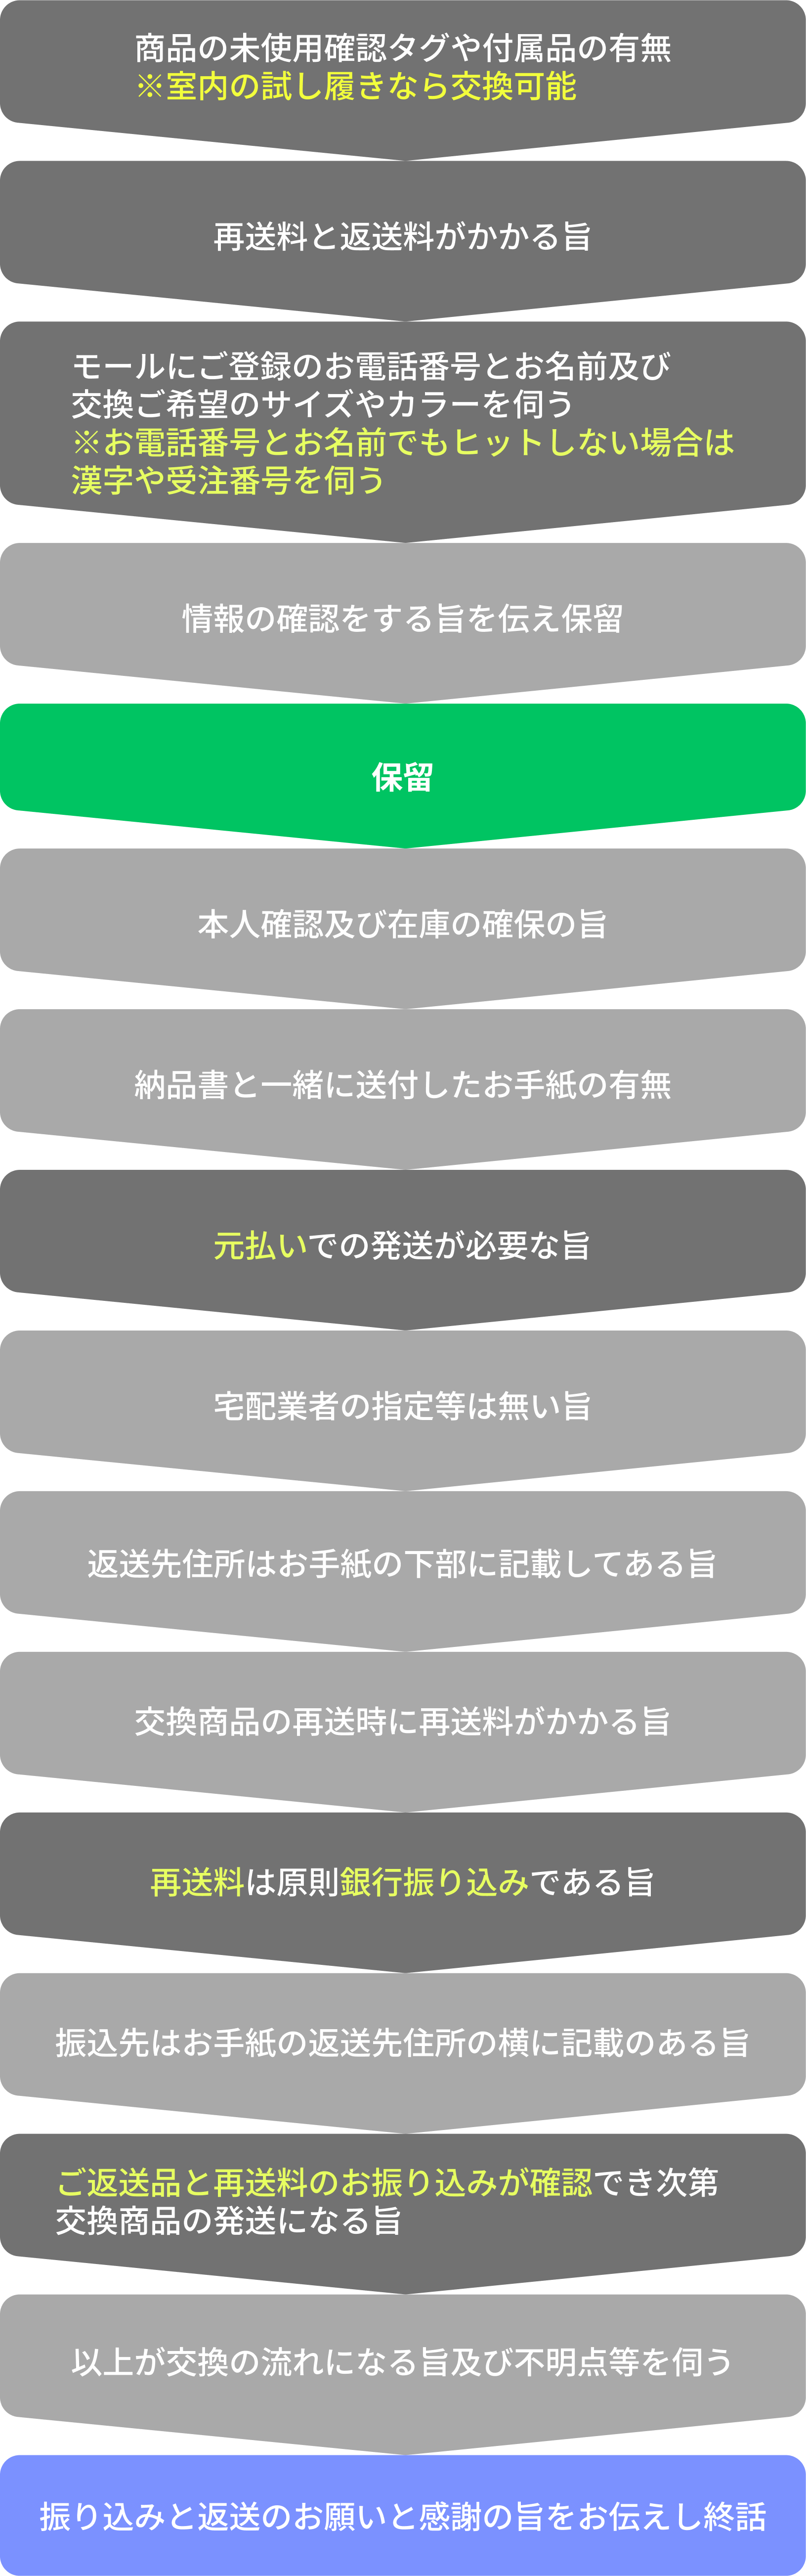 商品の未使用確認タグや付属品の有無
※室内の試し履きなら交換可能
再送料と返送料がかかる旨
モールにご登録のお電話番号とお名前及び
交換ご希望のサイズやカラーを伺う
※お電話番号とお名前でもヒットしない場合は
漢字や受注番号を伺う
情報の確認をする旨を伝え保留
保留
本人確認及び在庫の確保の旨
納品書と一緒に送付したお手紙の有無
元払いでの発送が必要な旨
宅配業者の指定等は無い旨
返送先住所はお手紙の下部に記載してある旨
交換商品の再送時に再送料がかかる旨
再送料は原則銀行振り込みである旨
振込先はお手紙の返送先住所の横に記載のある旨
ご返送品と再送料のお振り込みが確認でき次第
交換商品の発送になる旨
以上が交換の流れになる旨及び不明点等を伺う
振り込みと返送のお願いと感謝の旨をお伝えし終話